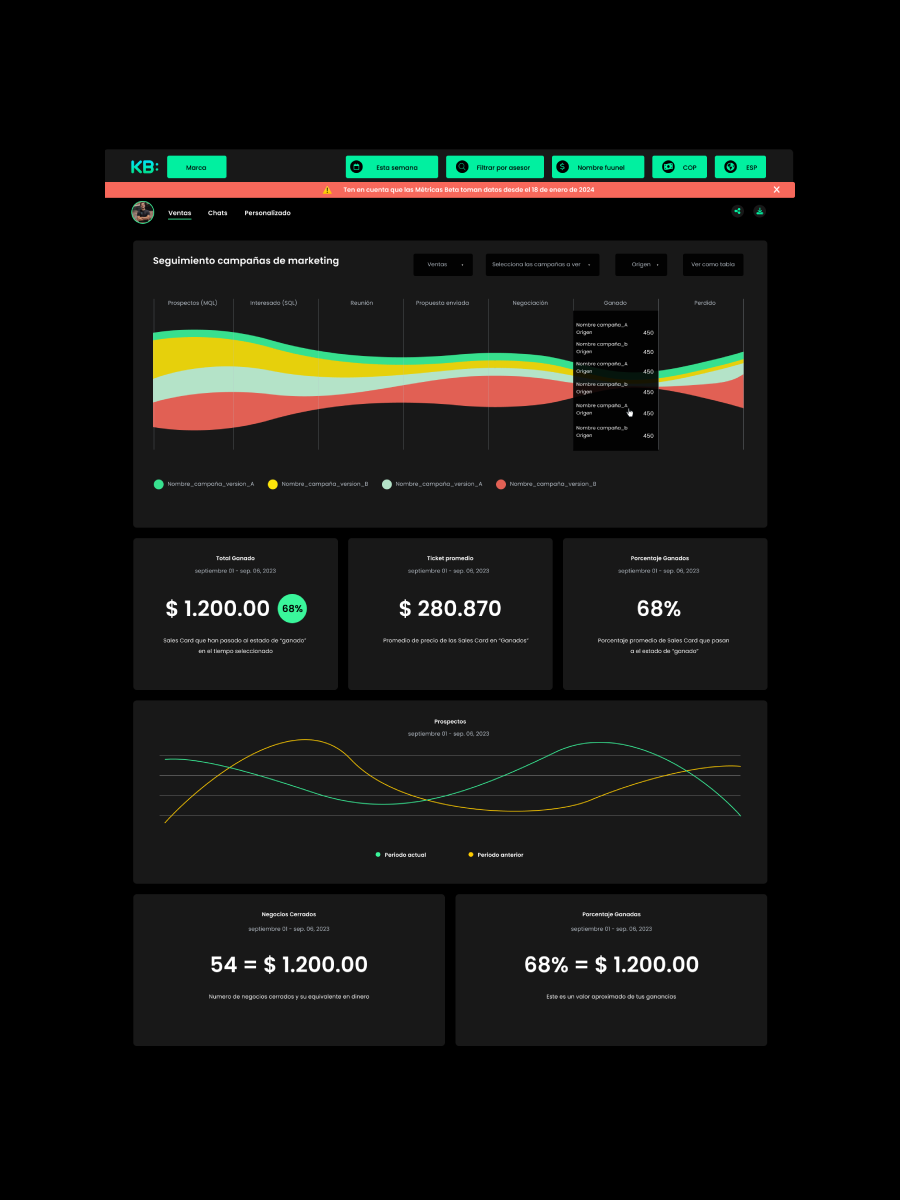 KB:
Marca
Esta semana
Filtrar por asesor
$
Nombre fuunel
COP
ESP
Ten en cuenta que las Métricas Beta toman datos desde el 18 de enero de 2024
X
Ventas
Chats
Personalizado
Seguimiento campañas de marketing
Ventas
Selecciona las campañas a ver
Origen
Ver como tabla
Prospectos (MQL)
Interesado (SQL)
Reunión
Propuesta enviada
Negociación
Ganado
Perdido
Nombre campaña_A
Origen 450
Nombre campaña_b
Origen 450
Nombre campaña_A
Origen 450
Nombre campaña_b
Origen 450
Nombre campaña_A
Origen 450
Nombre campaña_b
Origen 450
Nombre_campaña_version_A
Nombre_campaña_version_B
Nombre_campaña_version_A
Nombre_campaña_version_B
Total Ganado
septiembre 01 - sep. 06, 2023
$ 1.200.00
68%
Sales Card que han pasado al estado de "ganado"
en el tiempo seleccionado
Ticket promedio
septiembre 01 - sep. 06, 2023
$ 280.870
Promedio de precio de las Sales Card en "Ganados"
Porcentaje Ganados
septiembre 01 - sep. 06, 2023
68%
Porcentaje promedio de Sales Card que pasan
a el estado de "ganado"
Prospectos
septiembre 01 - sep. 06, 2023
Periodo actual
Periodo anterior
Negocios Cerrados
septiembre 01 - sep. 06, 2023
54 = $ 1.200.00
Numero de negocios cerrados y su equivalente en dinero
Porcentaje Ganados
septiembre 01 - sep. 06, 2023
68% = $ 1.200.00
Este es un valor aproximado de tus ganancias